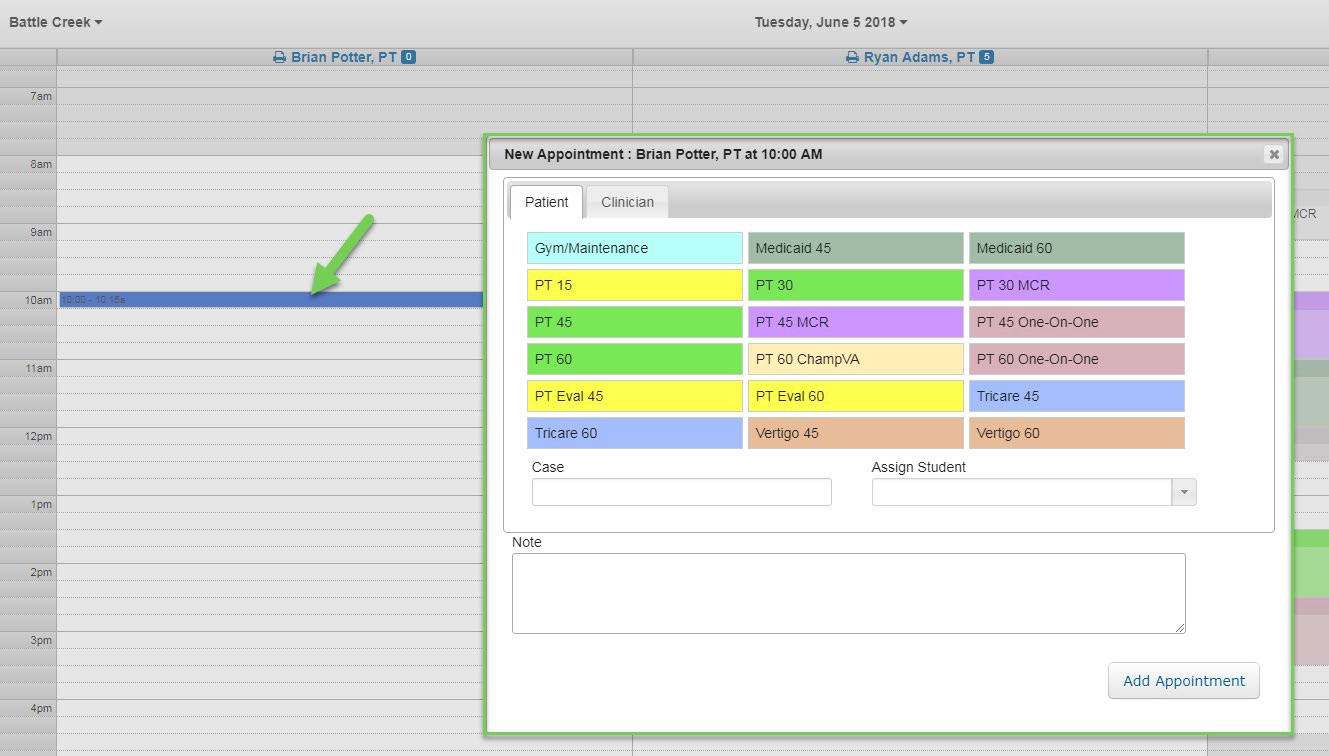 Battle Creek
Tuesday, June 5 2018
Brian Potter, PT 0
Ryan Adams, PT 5
7am
8am
9am
10am
11am
12pm
1pm
2pm
3pm
4pm
10:00 - 10:15a
MCR
New Appointment : Brian Potter, PT at 10:00 AM
Patient
Clinician
Gym/Maintenance
Medicaid 45
Medicaid 60
PT 15
PT 30
PT 30 MCR
PT 45
PT 45 MCR
PT 45 One-On-One
PT 60
PT 60 ChampVA
PT 60 One-On-One
PT Eval 45
PT Eval 60
Tricare 45
Tricare 60
Vertigo 45
Vertigo 60
Case
Assign Student
Note
Add Appointment